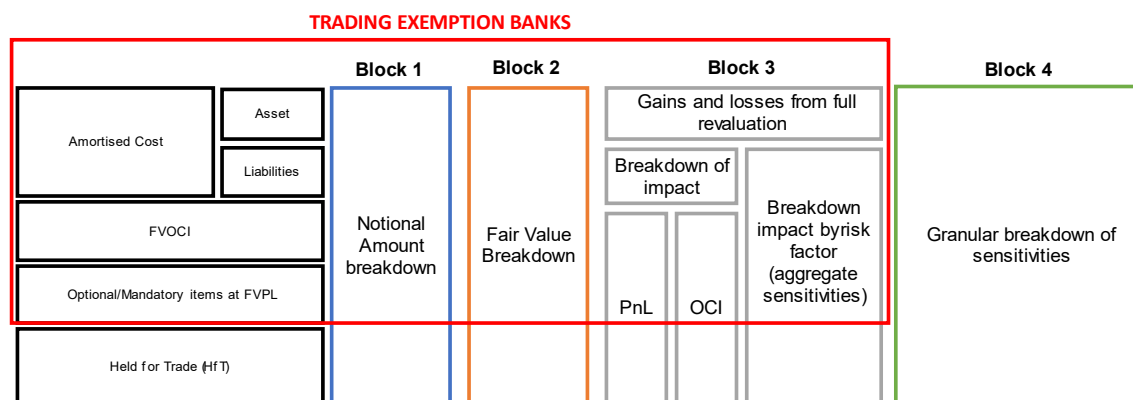 TRADING EXEMPTION BANKS
Block 1
Block 2
Block 3
Block 4
Amortised Cost
Asset
Liabilities
FVOCI
Optional/Mandatory items at FVPL
Held for Trade (HfT)
Notional
Amount
breakdown
Fair Value
Breakdown
Gains and losses from full
revaluation
Breakdown of
impact
PnL
OCI
Breakdown
impact byrisk
factor
(aggregate
sensitivities)
Granular breakdown of
sensitivities